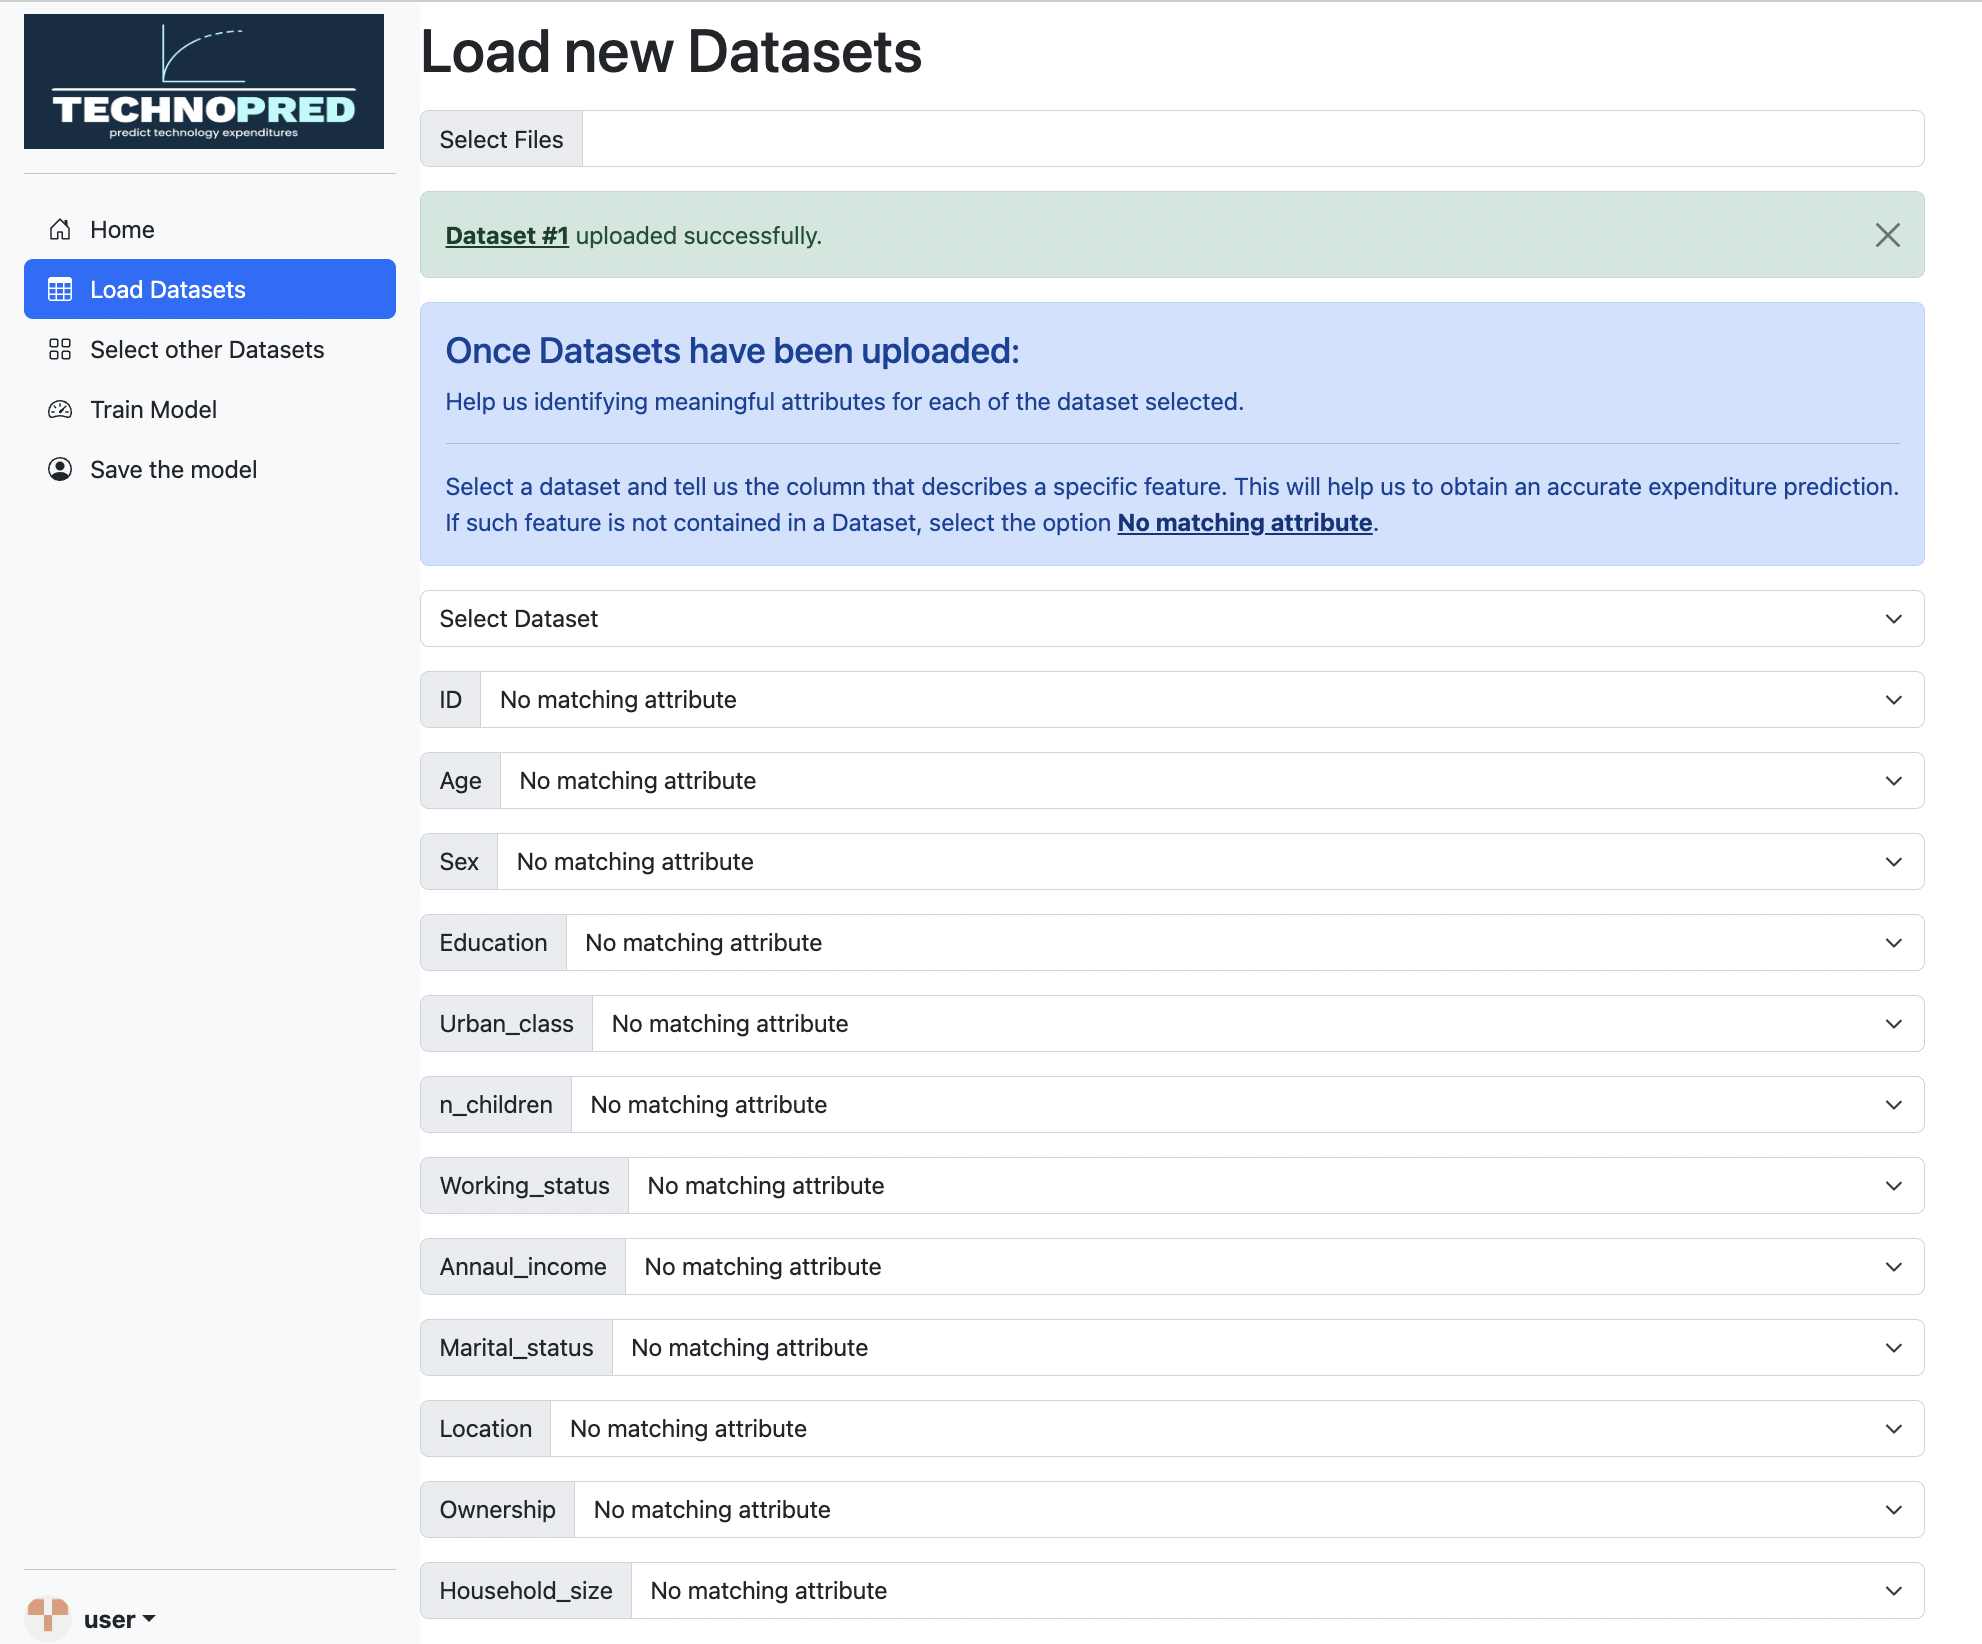 TECHNOPRED
predict technology expenditures
Home
Load Datasets
Select other Datasets
Train Model
Save the model
user
Load new Datasets
Select Files
Dataset #1 uploaded successfully.
Once Datasets have been uploaded:
Help us identifying meaningful attributes for each of the dataset selected.
Select a dataset and tell us the column that describes a specific feature. This will help us to obtain an accurate expenditure prediction.
If such feature is not contained in a Dataset, select the option No matching attribute.
Select Dataset
ID No matching attribute
Age No matching attribute
Sex No matching attribute
Education No matching attribute
Urban_class No matching attribute
n_children No matching attribute
Working_status No matching attribute
Annaul_income No matching attribute
Marital_status No matching attribute
Location No matching attribute
Ownership No matching attribute
Household_size No matching attribute